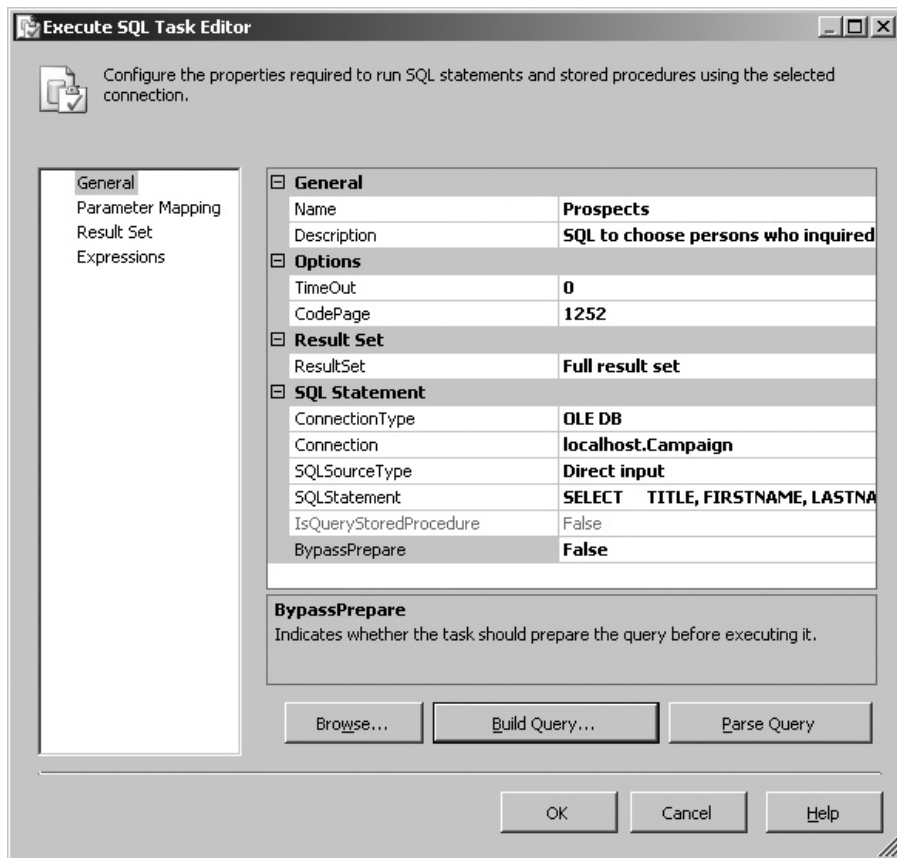 Execute SQL Task Editor
Configure the properties required to run SQL statements and stored procedures using the selected
connection.
General
Parameter Mapping
Result Set
Expressions
General
Name Prospects
Description SQL to choose persons who inquired
Options
TimeOut 0
CodePage 1252
Result Set
ResultSet Full result set
SQL Statement
ConnectionType OLE DB
Connection localhost.Campaign
SQLSourceType Direct input
SQLStatement SELECT TITLE, FIRSTNAME, LASTNA
IsQueryStoredProcedure False
BypassPrepare False
BypassPrepare
Indicates whether the task should prepare the query before executing it.
Browse... Build Query... Parse Query
OK Cancel Help